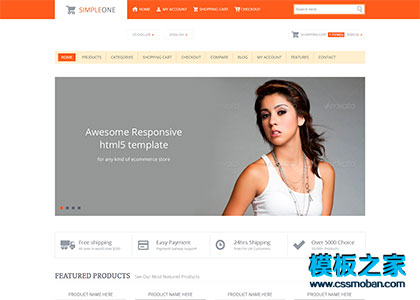 SIMPLEONE
HOME MY ACCOUNT SHOPPING CART CHECKOUT
HOME PRODUCTS CATEGORIES SHOPPING CART CHECKOUT COMPARE BLOG MY ACCOUNT FEATURES CONTACT
Awesome Responsive
html5 template
for any kind of ecommerce store
Free shipping
Easy Payment
24hrs Shipping
Over 5000 Choice
FEATURED PRODUCTS See Our Most featured Products
PRODUCT NAME HERE PRODUCT NAME HERE PRODUCT NAME HERE PRODUCT NAME HERE
模板之家
www.cssmoban.com